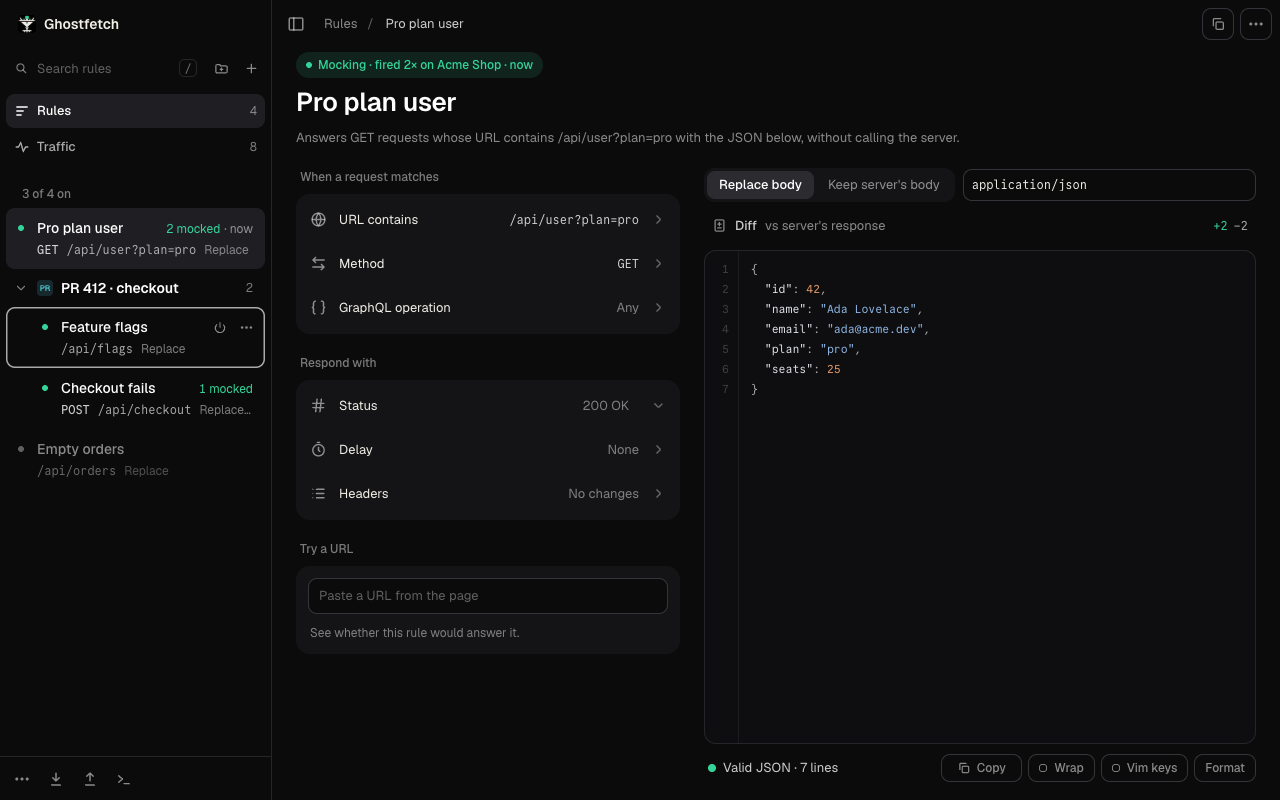 Ghostfetch
Search rules /
Rules 4
Traffic 8
3 of 4 on
Pro plan user 2 mocked · now
GET /api/user?plan=pro Replace
PR PR 412 · checkout 2
Feature flags
/api/flags Replace
Checkout fails 1 mocked
POST /api/checkout Replace…
Empty orders
/api/orders Replace
Rules / Pro plan user
Mocking · fired 2× on Acme Shop · now
Pro plan user
Answers GET requests whose URL contains /api/user?plan=pro with the JSON below, without calling the server.
When a request matches
URL contains /api/user?plan=pro
Method GET
GraphQL operation Any
Respond with
Status 200 OK
Delay None
Headers No changes
Try a URL
Paste a URL from the page
See whether this rule would answer it.
Replace body Keep server's body application/json
Diff vs server's response +2 −2
1 {
2 "id": 42,
3 "name": "Ada Lovelace",
4 "email": "ada@acme.dev",
5 "plan": "pro",
6 "seats": 25
7 }
Valid JSON · 7 lines Copy Wrap Vim keys Format